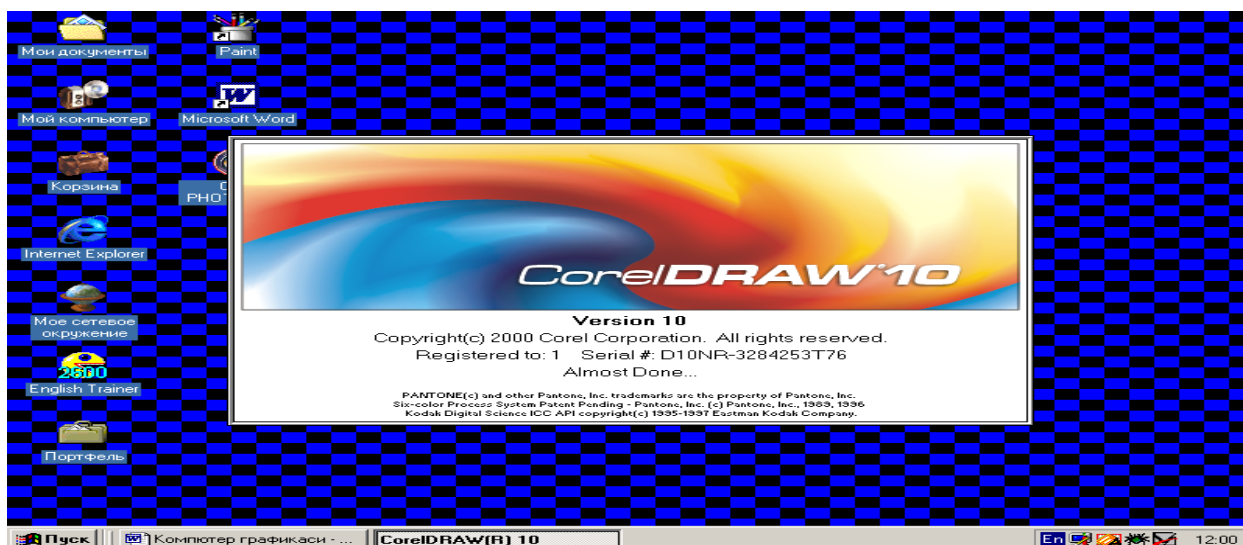 Мои документы
Paint
Мой компьютер
Microsoft Word
Корзина
PHO
Internet Explorer
Мое сетевое
окружение
2500
English Trainer
Портфель
CorelDRAW 10
Version 10
Copyright(c) 2000 Corel Corporation. All rights reserved.
Registered to: 1 Serial #: D10NR-3284253T76
Almost Done...
PANTONE(c) and other Pantone, Inc. trademarks are the property of Pantone, Inc.
Six-color Process System Patent Pending - Pantone, Inc. (c) Pantone, Inc., 1989, 1996
Kodak Digital Science ICC API copyright(c) 1995-1997 Eastman Kodak Company.
Пуск
Компютер графикаси - ...
CorelDRAW(R) 10
En
12:00